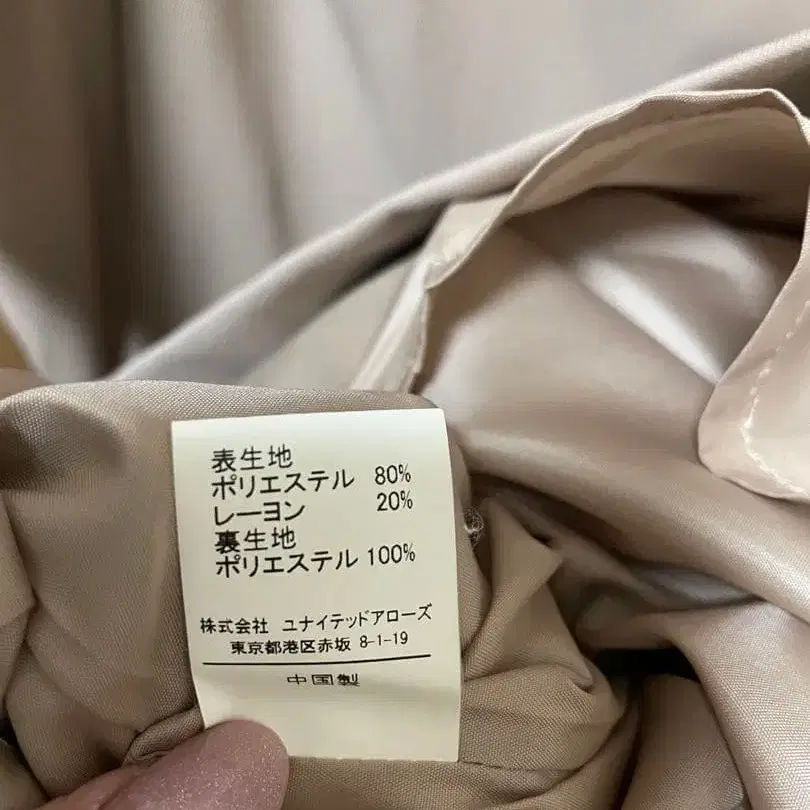 表生地
ポリエステル 80%
レーヨン 20%
裏生地
ポリエステル 100%
株式会社 ユナイテッドアローズ
東京都港区赤坂 8-1-19
中国製